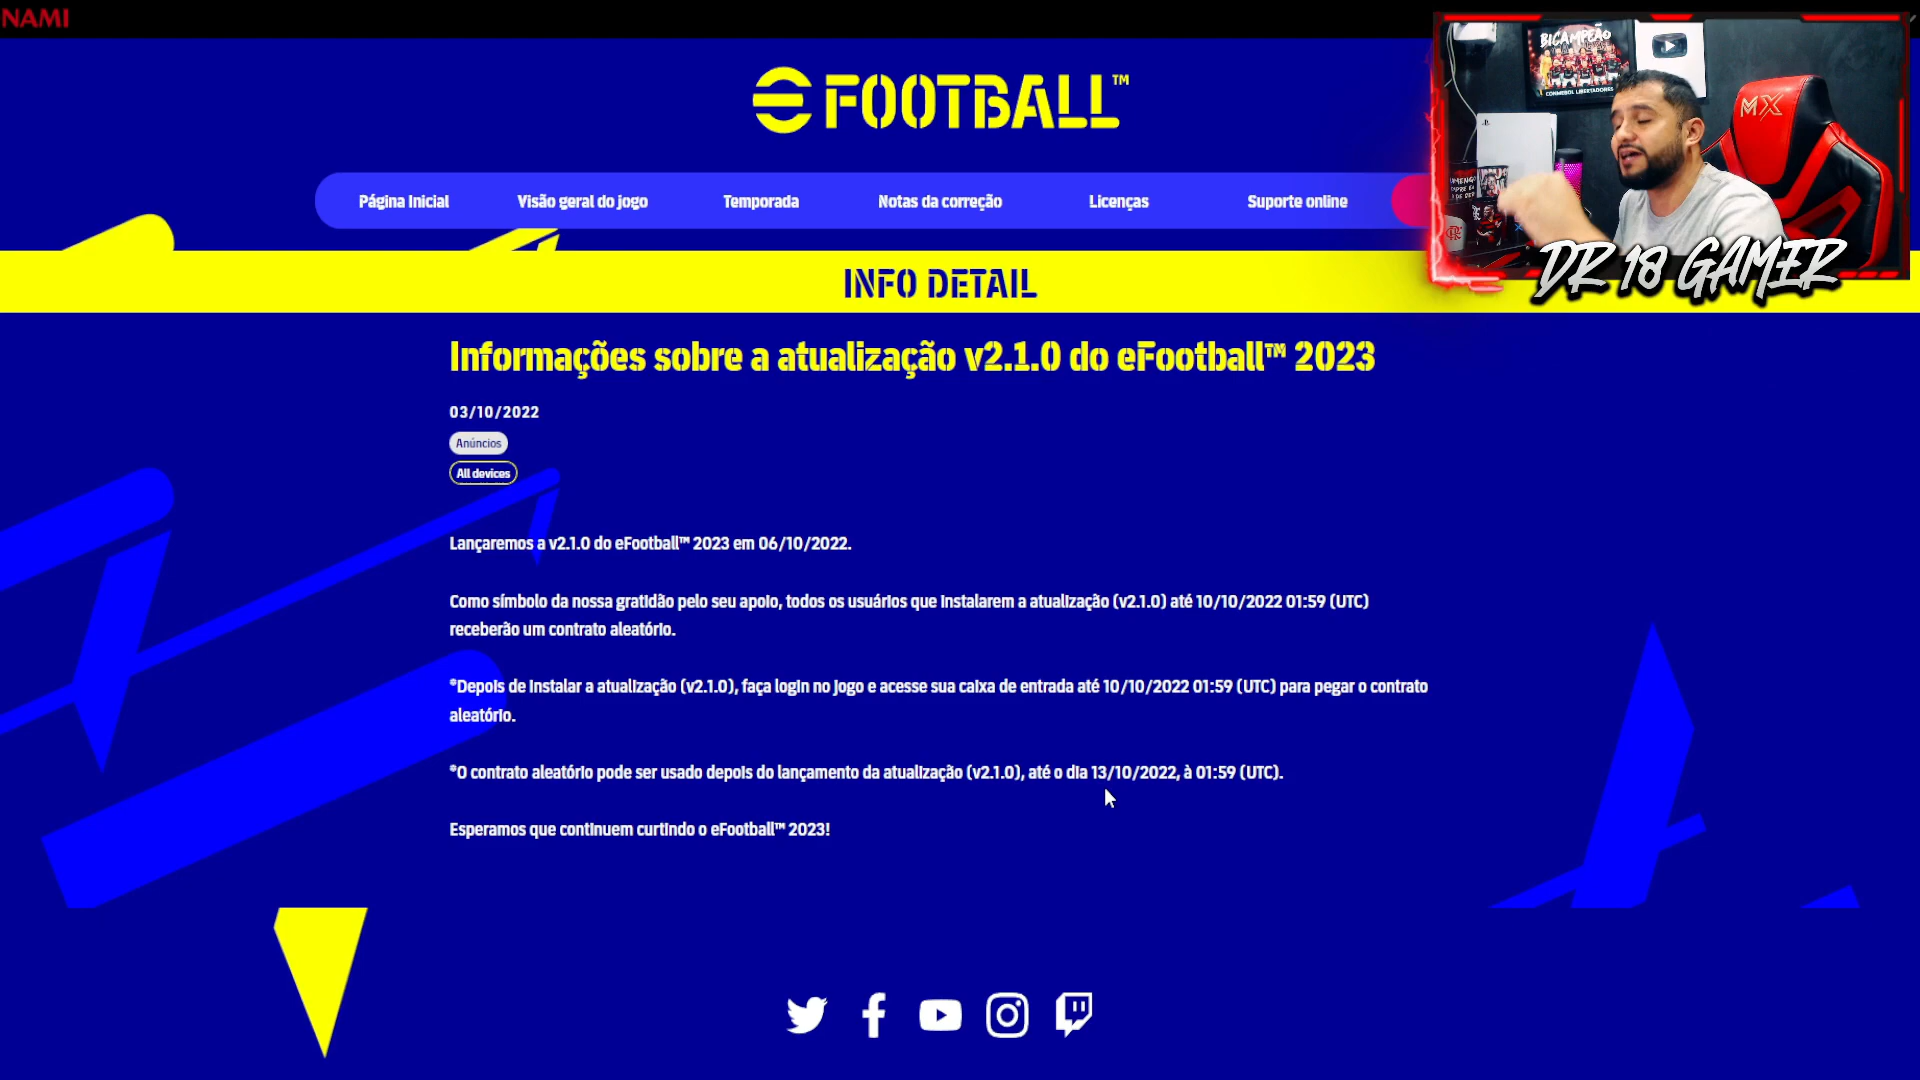 NAMI
FOOTBALL™
Página Inicial
Visão geral do jogo
Temporada
Notas da correção
Licenças
Suporte online
BICAMPEÃO
CONMEBOL LIBERTADORES
MX
DR 18 GAMER
INFO DETAIL
Informações sobre a atualização v2.1.0 do eFootball™ 2023
03/10/2022
Anúncios
All devices
Lançaremos a v2.1.0 do eFootball™ 2023 em 06/10/2022.
Como símbolo da nossa gratidão pelo seu apoio, todos os usuários que instalarem a atualização (v2.1.0) até 10/10/2022 01:59 (UTC)
receberão um contrato aleatório.
*Depois de instalar a atualização (v2.1.0), faça login no jogo e acesse sua caixa de entrada até 10/10/2022 01:59 (UTC) para pegar o contrato
aleatório.
*O contrato aleatório pode ser usado depois do lançamento da atualização (v2.1.0), até o dia 13/10/2022, à 01:59 (UTC).
Esperamos que continuem curtindo o eFootball™ 2023!